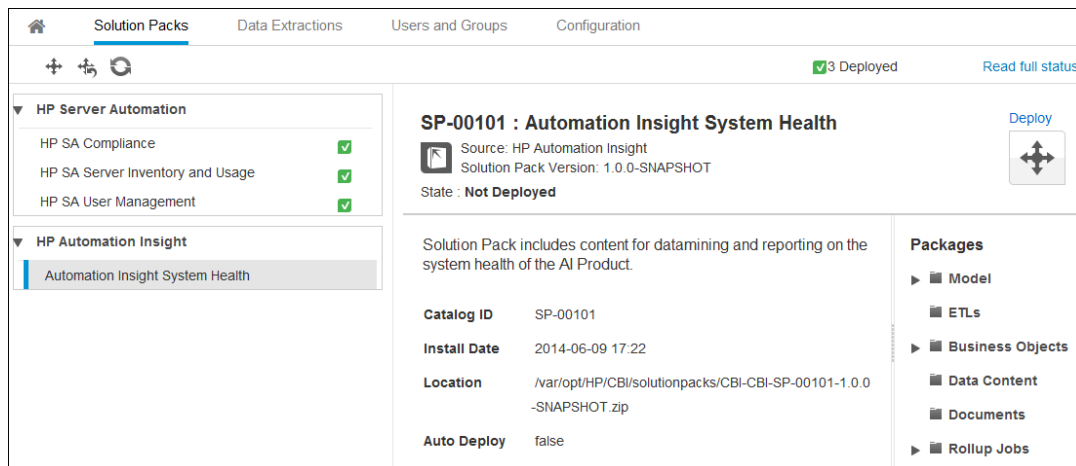 Solution Packs Data Extractions Users and Groups Configuration
3 Deployed Read full status
HP Server Automation
HP SA Compliance
HP SA Server Inventory and Usage
HP SA User Management
HP Automation Insight
Automation Insight System Health
SP-00101 : Automation Insight System Health
Source: HP Automation Insight
Solution Pack Version: 1.0.0-SNAPSHOT
State : Not Deployed
Deploy
Solution Pack includes content for datamining and reporting on the
system health of the AI Product.
Catalog ID SP-00101
Install Date 2014-06-09 17:22
Location /var/opt/HP/CBI/solutionpacks/CBI-CBI-SP-00101-1.0.0
-SNAPSHOT.zip
Auto Deploy false
Packages
Model
ETLs
Business Objects
Data Content
Documents
Rollup Jobs